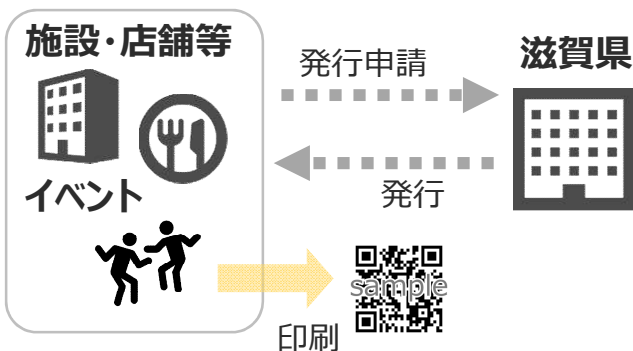 施設･店舗等
発行申請
滋賀県
発行
イベント
sample
印刷